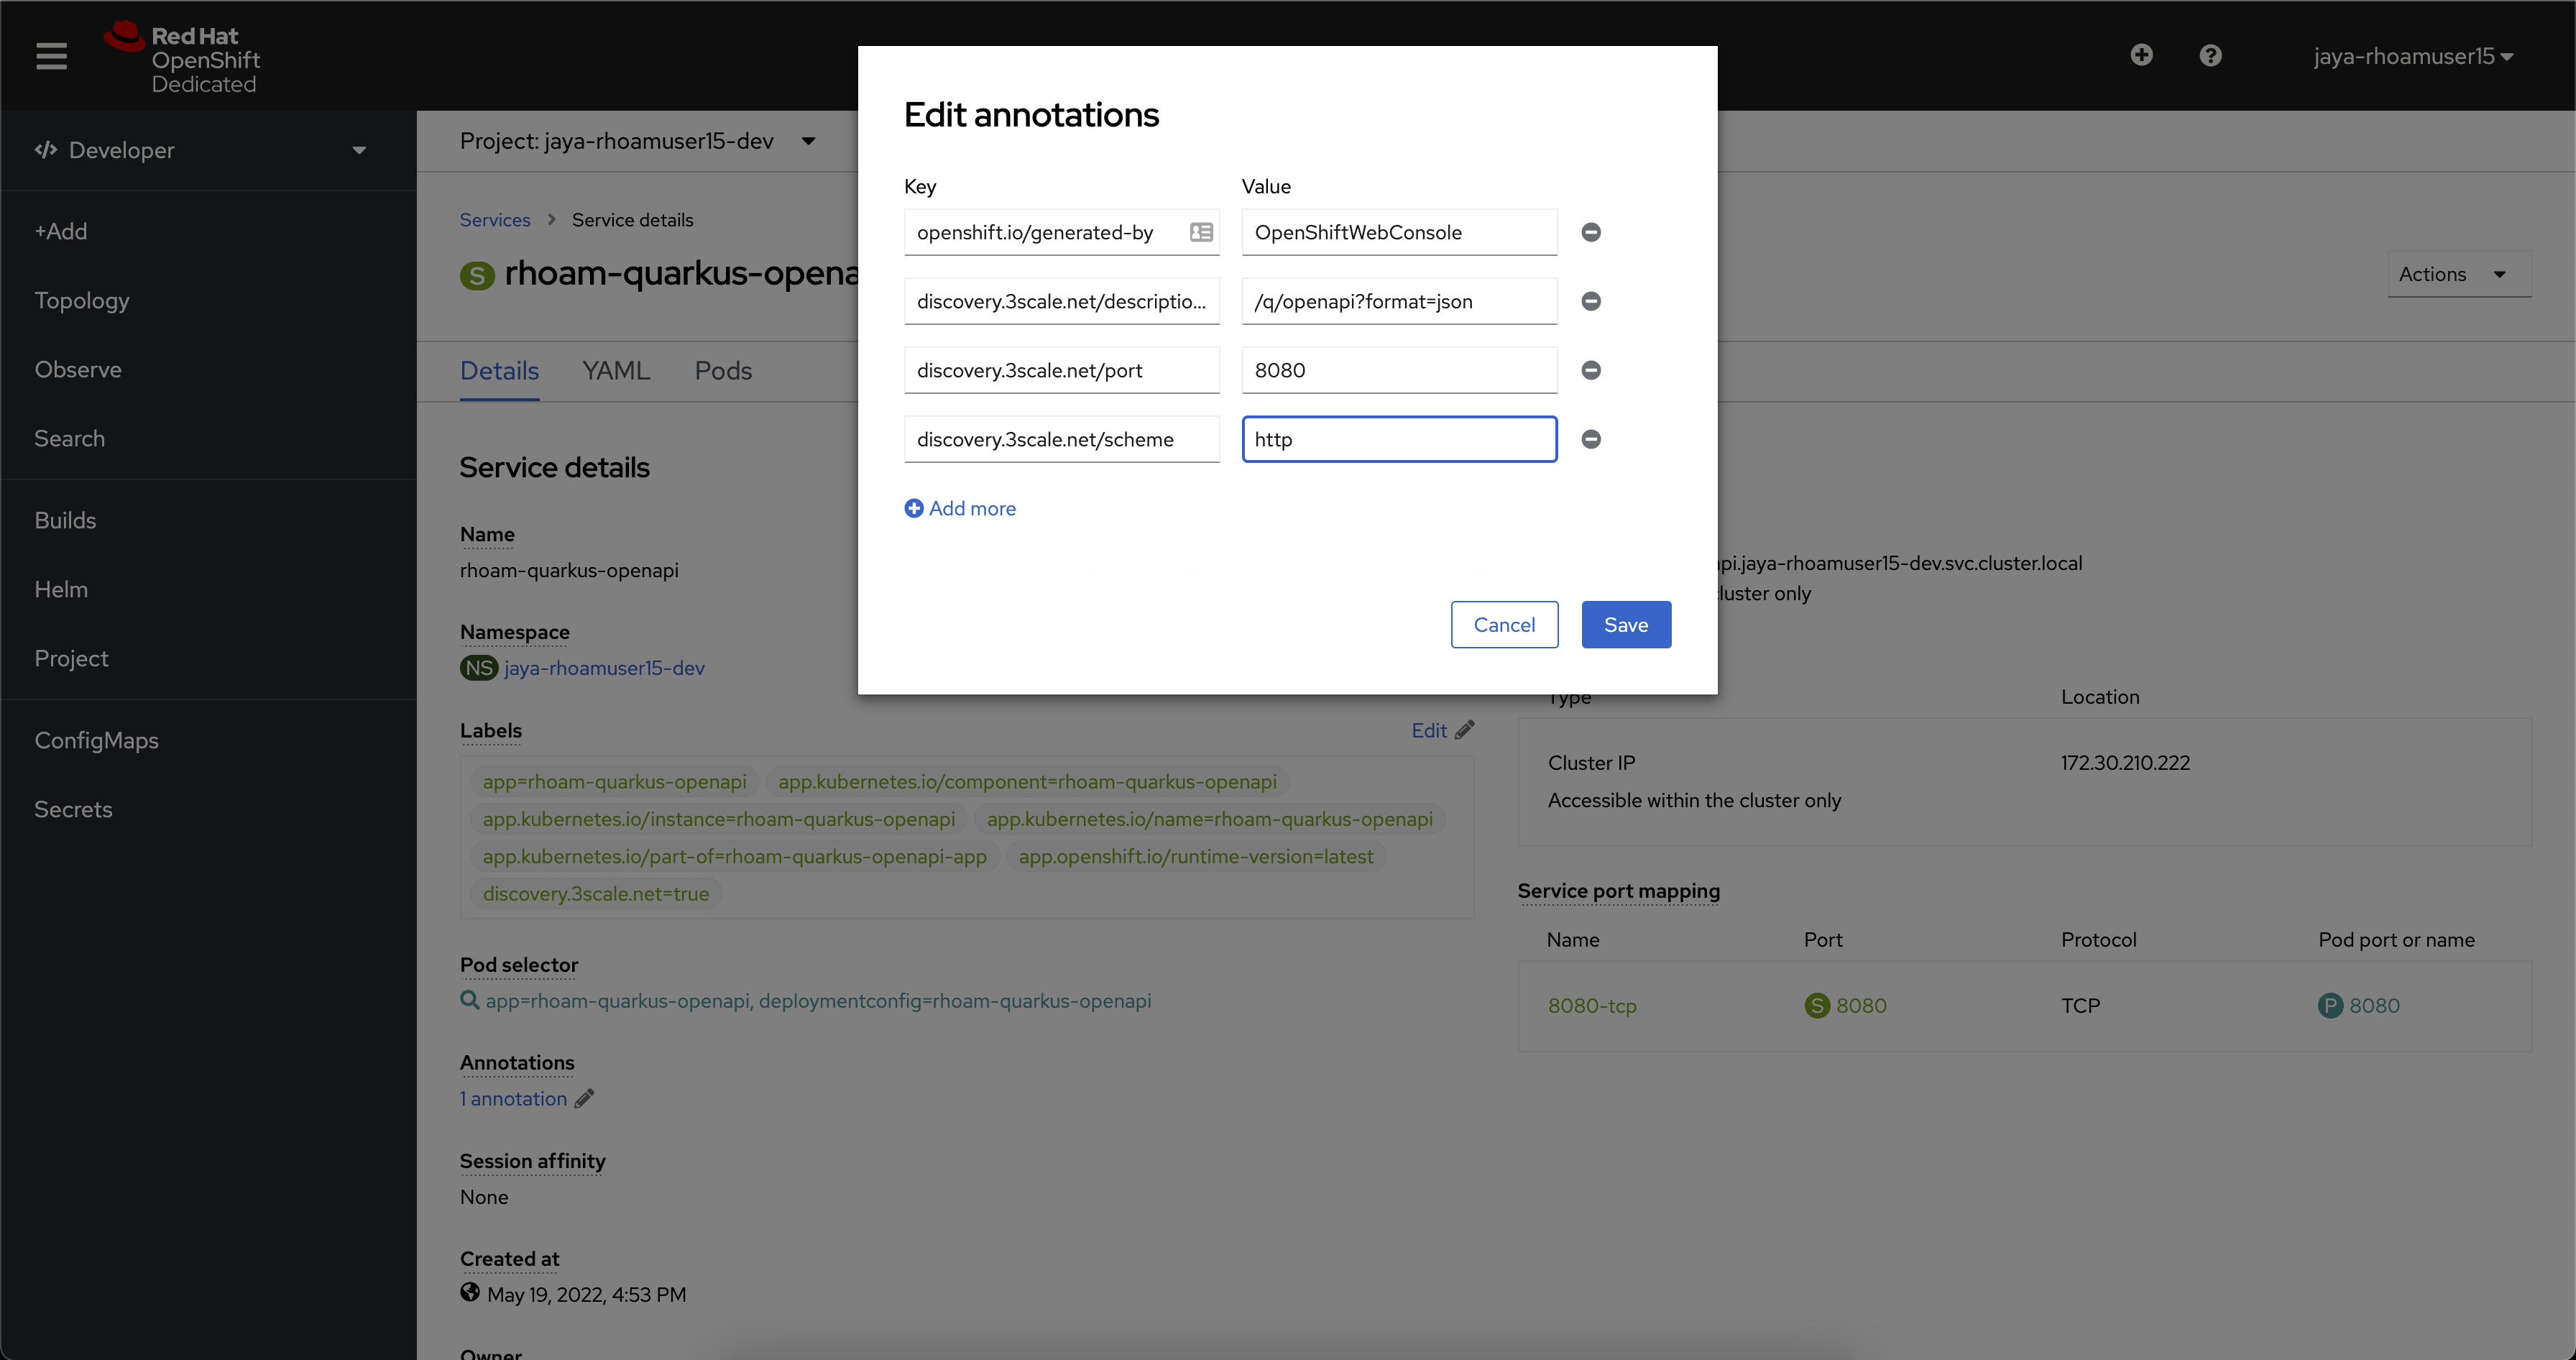 Red Hat
OpenShift
Dedicated
jaya-rhoamuser15
Developer
+Add
Topology
Observe
Search
Builds
Helm
Project
ConfigMaps
Secrets
Project: jaya-rhoamuser15-dev
Services > Service details
S rhoam-quarkus-opena
Actions
Details YAML Pods
Edit annotations
Key Value
openshift.io/generated-by OpenShiftWebConsole
discovery.3scale.net/descriptio... /q/openapi?format=json
discovery.3scale.net/port 8080
discovery.3scale.net/scheme http
Add more
Cancel Save
Service details
Name
rhoam-quarkus-openapi
Namespace
NS jaya-rhoamuser15-dev
Labels Edit
app=rhoam-quarkus-openapi app.kubernetes.io/component=rhoam-quarkus-openapi
app.kubernetes.io/instance=rhoam-quarkus-openapi app.kubernetes.io/name=rhoam-quarkus-openapi
app.kubernetes.io/part-of=rhoam-quarkus-openapi-app app.openshift.io/runtime-version=latest
discovery.3scale.net=true
Pod selector
app=rhoam-quarkus-openapi, deploymentconfig=rhoam-quarkus-openapi
Annotations
1 annotation
Session affinity
None
Created at
May 19, 2022, 4:53 PM
Owner
pi.jaya-rhoamuser15-dev.svc.cluster.local
cluster only
Type Location
Cluster IP 172.30.210.222
Accessible within the cluster only
Service port mapping
Name Port Protocol Pod port or name
8080-tcp S 8080 TCP P 8080